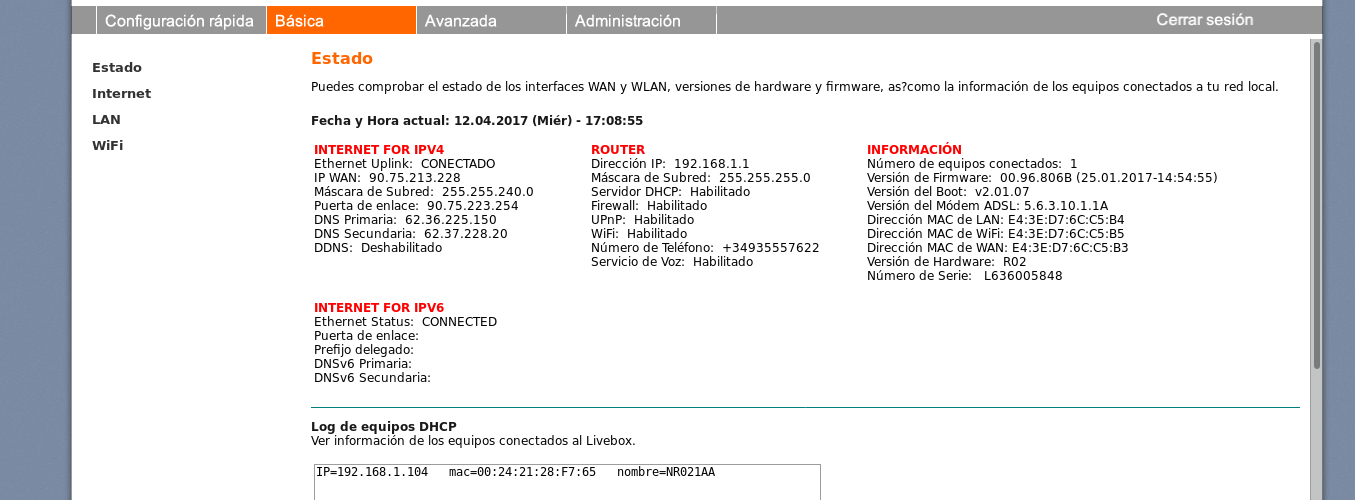 Configuración rápida Básica Avanzada Administración Cerrar sesión
Estado
Internet
LAN
WiFi
Estado
Puedes comprobar el estado de los interfaces WAN y WLAN, versiones de hardware y firmware, as?como la información de los equipos conectados a tu red local.
Fecha y Hora actual: 12.04.2017 (Miér) - 17:08:55
INTERNET FOR IPV4
Ethernet Uplink: CONECTADO
IP WAN: 90.75.213.228
Máscara de Subred: 255.255.240.0
Puerta de enlace: 90.75.223.254
DNS Primaria: 62.36.225.150
DNS Secundaria: 62.37.228.20
DDNS: Deshabilitado
ROUTER
Dirección IP: 192.168.1.1
Máscara de Subred: 255.255.255.0
Servidor DHCP: Habilitado
Firewall: Habilitado
UPnP: Habilitado
WiFi: Habilitado
Número de Teléfono: +34935557622
Servicio de Voz: Habilitado
INFORMACIÓN
Número de equipos conectados: 1
Versión de Firmware: 00.96.806B (25.01.2017-14:54:55)
Versión del Boot: v2.01.07
Versión del Módem ADSL: 5.6.3.10.1.1A
Dirección MAC de LAN: E4:3E:D7:6C:C5:B4
Dirección MAC de WiFi: E4:3E:D7:6C:C5:B5
Dirección MAC de WAN: E4:3E:D7:6C:C5:B3
Versión de Hardware: R02
Número de Serie: L636005848
INTERNET FOR IPV6
Ethernet Status: CONNECTED
Puerta de enlace:
Prefijo delegado:
DNSv6 Primaria:
DNSv6 Secundaria:
Log de equipos DHCP
Ver información de los equipos conectados al Livebox.
IP=192.168.1.104 mac=00:24:21:28:F7:65 nombre=NR021AA